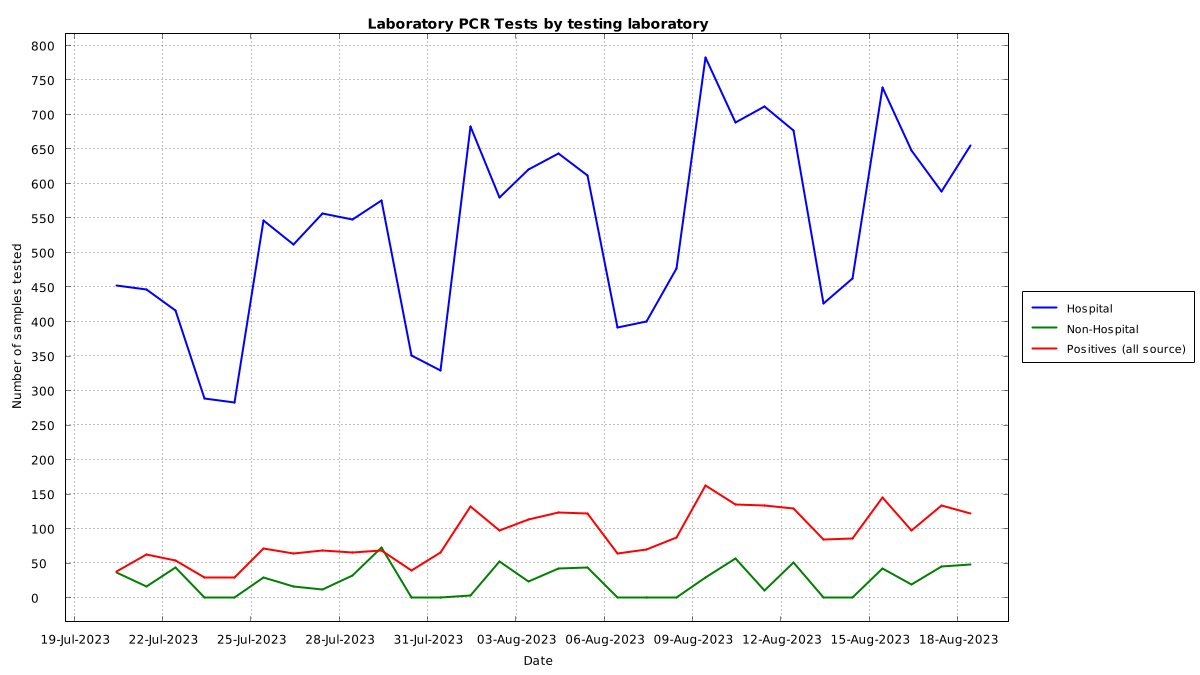 Laboratory PCR Tests by testing laboratory
800
750
700
650
600
550
500
450
400
350
300
250
200
150
100
50
0
Number of samples tested
19-Jul-2023 22-Jul-2023 25-Jul-2023 28-Jul-2023 31-Jul-2023 03-Aug-2023 06-Aug-2023 09-Aug-2023 12-Aug-2023 15-Aug-2023 18-Aug-2023
Date
Hospital
Non-Hospital
Positives (all source)